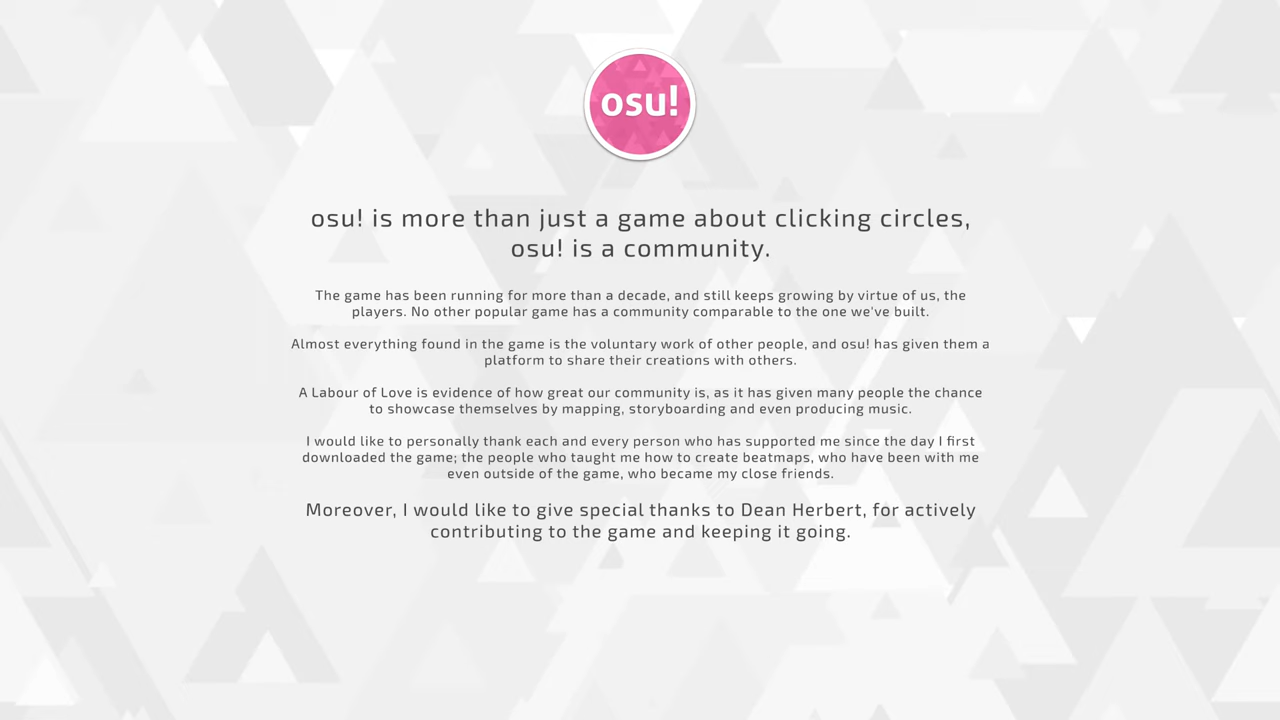 osu!
osu! is more than just a game about clicking circles,
osu! is a community.
The game has been running for more than a decade, and still keeps growing by virtue of us, the
players. No other popular game has a community comparable to the one we've built.
Almost everything found in the game is the voluntary work of other people, and osu! has given them a
platform to share their creations with others.
A Labour of Love is evidence of how great our community is, as it has given many people the chance
to showcase themselves by mapping, storyboarding and even producing music.
I would like to personally thank each and every person who has supported me since the day I first
downloaded the game; the people who taught me how to create beatmaps, who have been with me
even outside of the game, who became my close friends.
Moreover, I would like to give special thanks to Dean Herbert, for actively
contributing to the game and keeping it going.